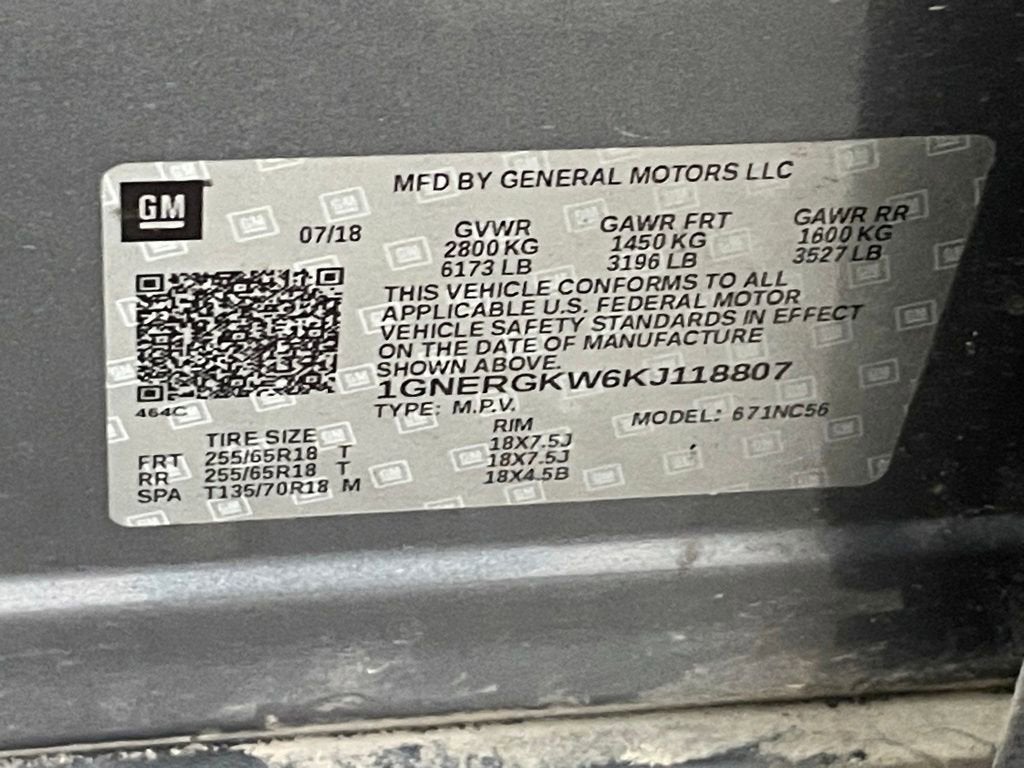 GM
MFD BY GENERAL MOTORS LLC
07/18
GVWR GAWR FRT GAWR RR
2800 KG 1450 KG 1600 KG
6173 LB 3196 LB 3527 LB
THIS VEHICLE CONFORMS TO ALL
APPLICABLE U.S. FEDERAL MOTOR
VEHICLE SAFETY STANDARDS IN EFFECT
ON THE DATE OF MANUFACTURE
SHOWN ABOVE.
1GNERGKW6KJ118807
464C
TYPE: M.P.V. MODEL: 671NC56
TIRE SIZE RIM
FRT 255/65R18 T 18X7.5J
RR 255/65R18 T 18X7.5J
SPA T135/70R18 M 18X4.5B